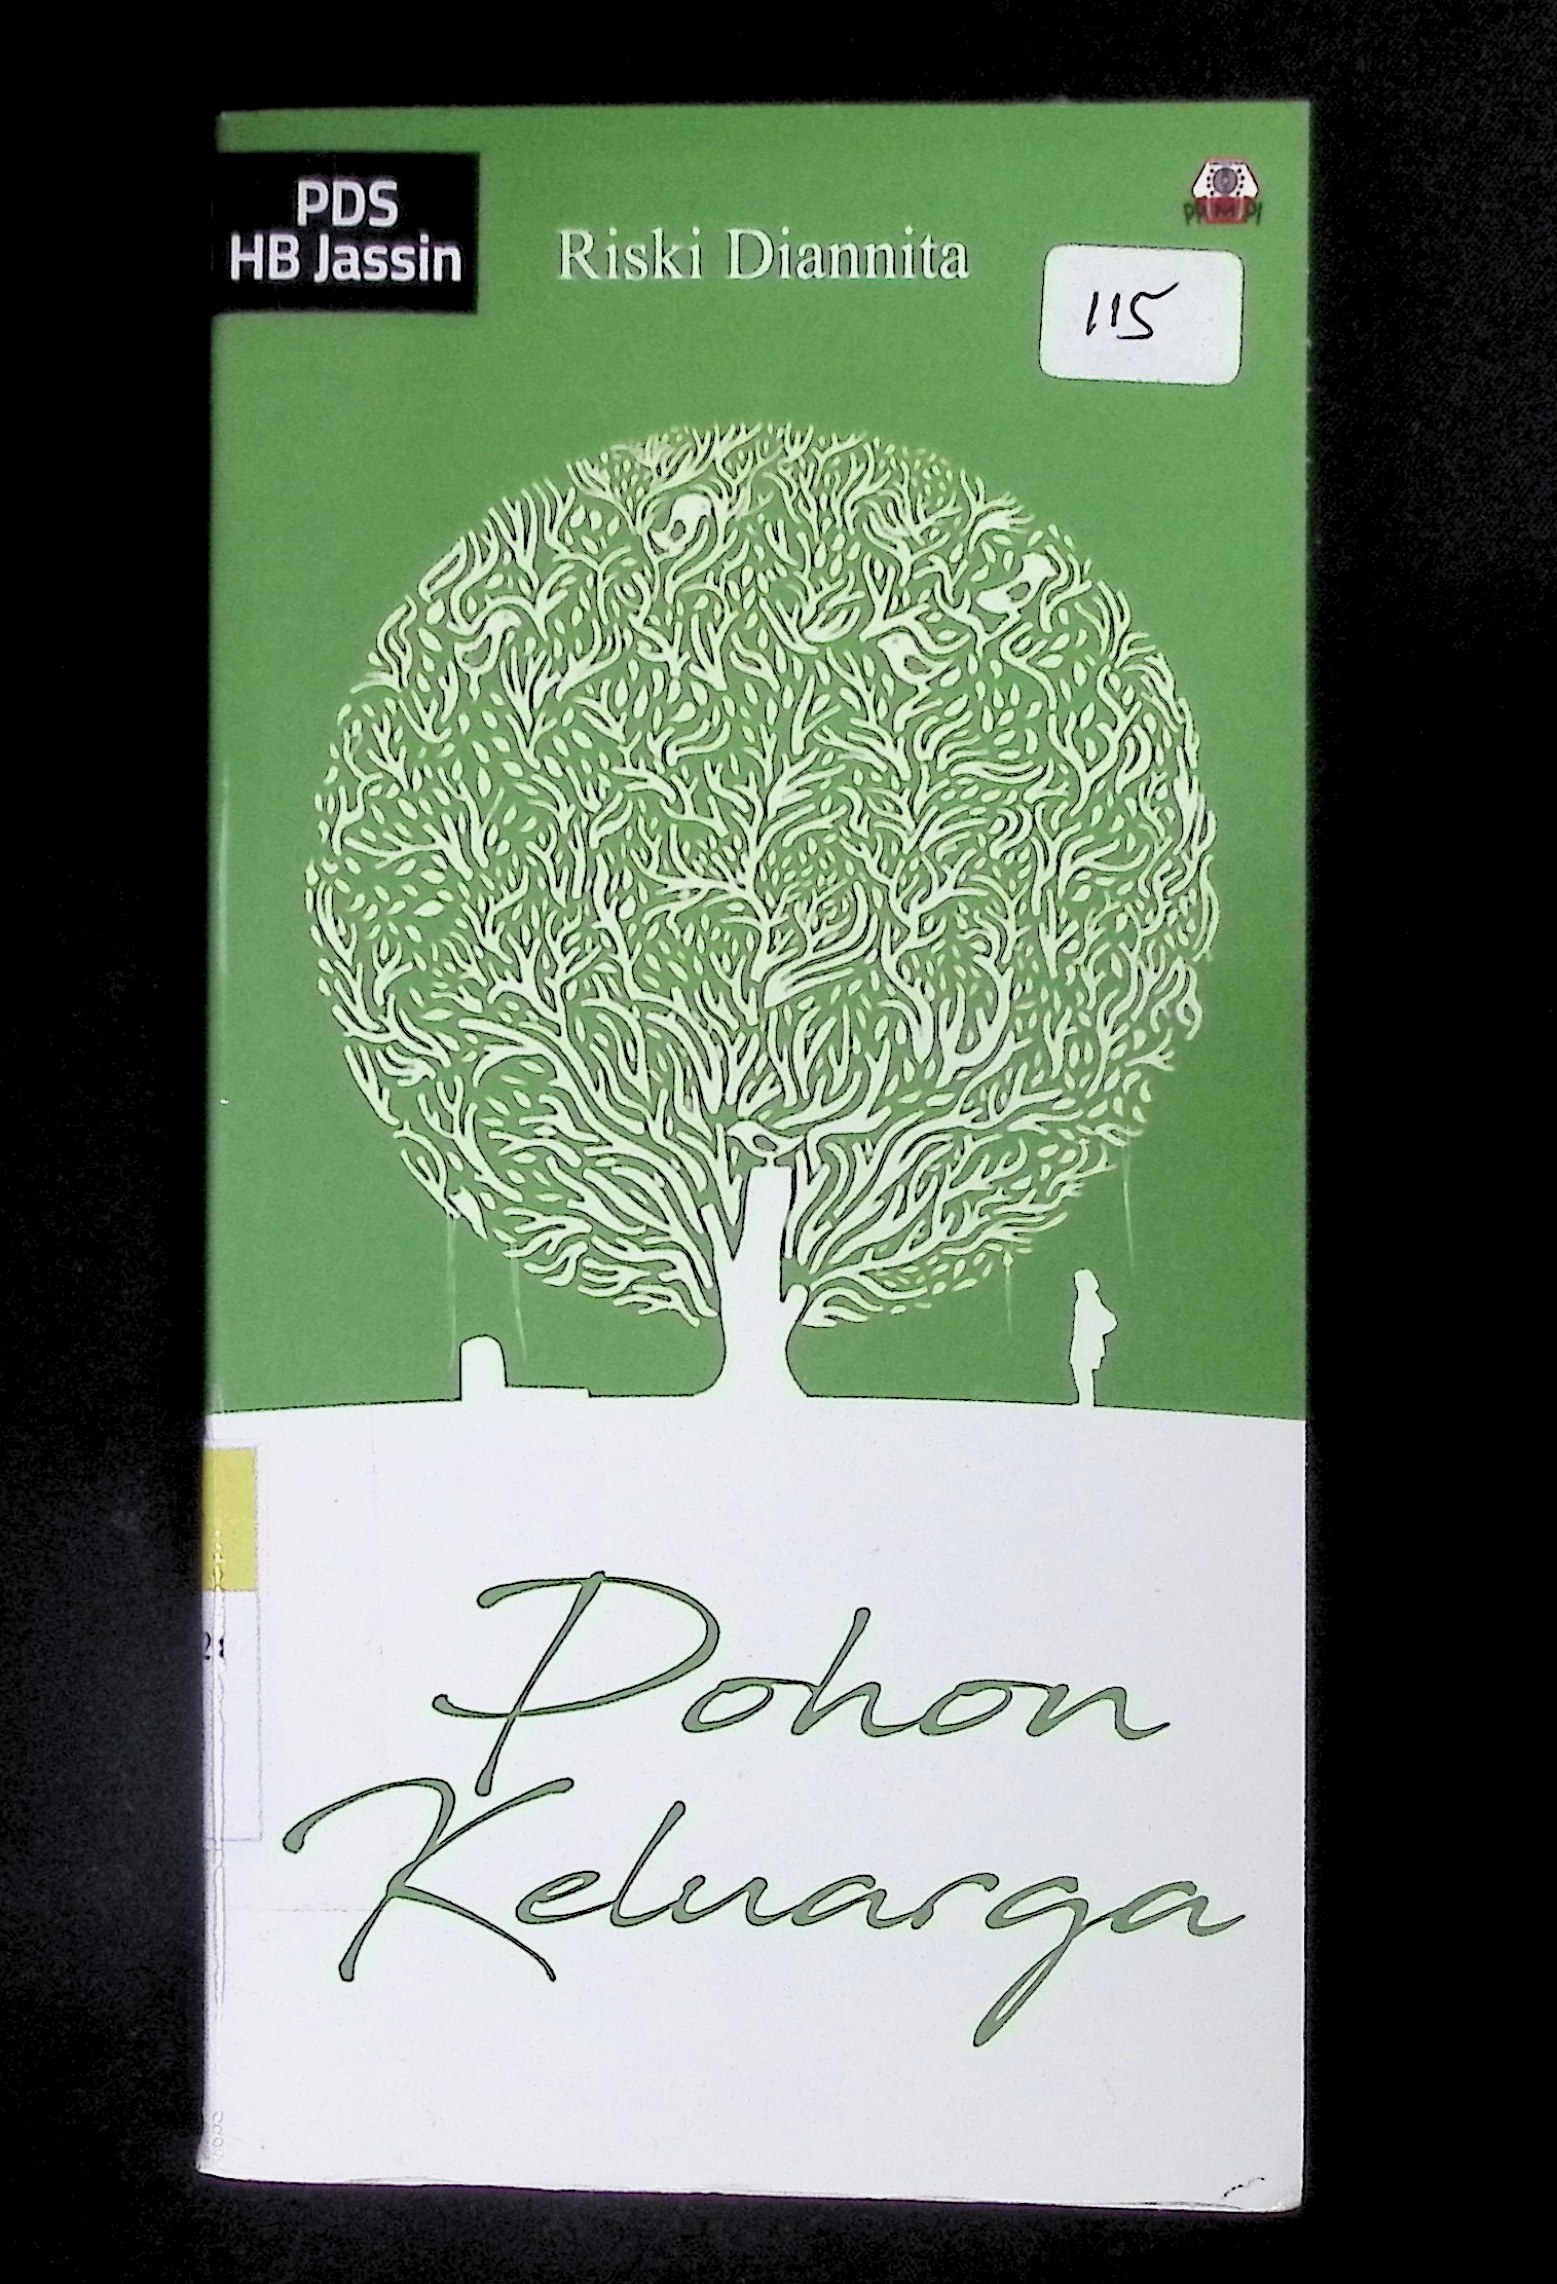 PDS
HB Jassin
Riski Diannita
115
Pohon
Keluarga